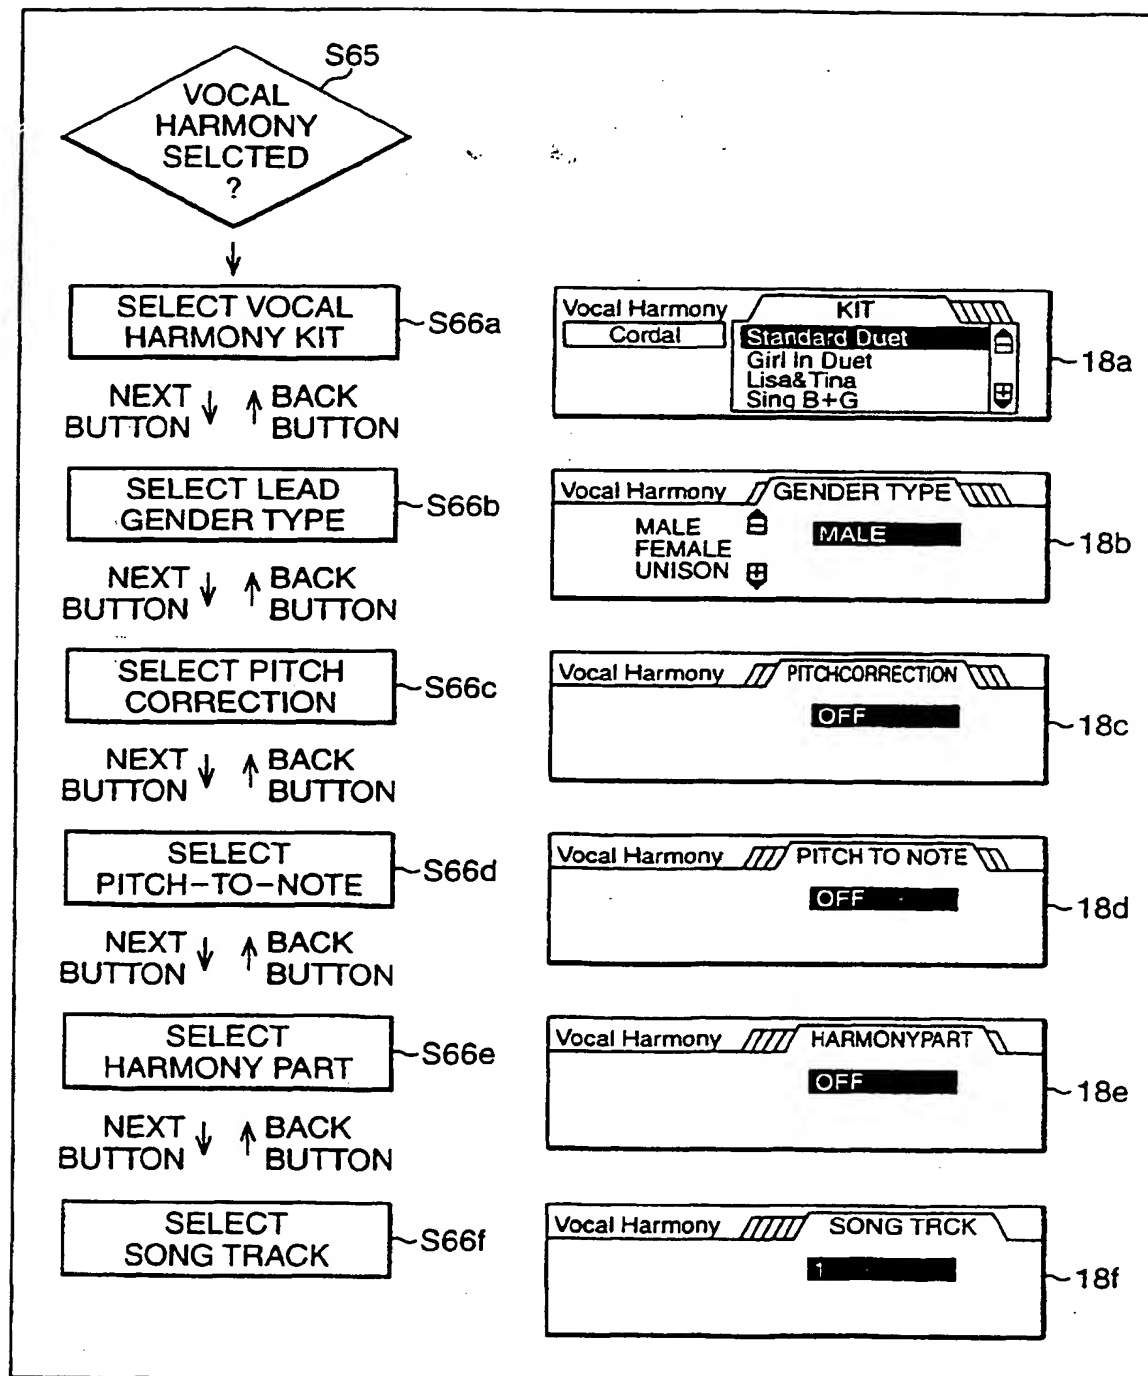 S65
VOCAL
HARMONY
SELCTED
?
SELECT VOCAL
HARMONY KIT
S66a
Vocal Harmony
KIT
Cordal
Standard Duet
Girl In Duet
Lisa&Tina
Sing B+G
18a
NEXT BACK
BUTTON BUTTON
SELECT LEAD
GENDER TYPE
S66b
Vocal Harmony
GENDER TYPE
MALE
FEMALE
UNISON
MALE
18b
NEXT BACK
BUTTON BUTTON
SELECT PITCH
CORRECTION
S66c
Vocal Harmony
PITCHCORRECTION
OFF
18c
NEXT BACK
BUTTON BUTTON
SELECT
PITCH-TO-NOTE
S66d
Vocal Harmony
PITCH TO NOTE
OFF
18d
NEXT BACK
BUTTON BUTTON
SELECT
HARMONY PART
S66e
Vocal Harmony
HARMONYPART
OFF
18e
NEXT BACK
BUTTON BUTTON
SELECT
SONG TRACK
S66f
Vocal Harmony
SONG TRCK
1
18f